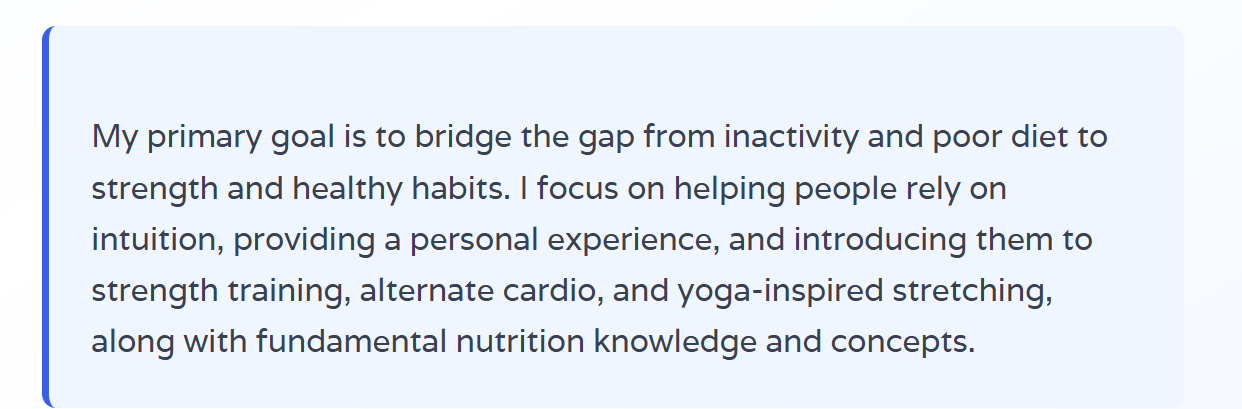 My primary goal is to bridge the gap from inactivity and poor diet to
strength and healthy habits. I focus on helping people rely on
intuition, providing a personal experience, and introducing them to
strength training, alternate cardio, and yoga-inspired stretching,
along with fundamental nutrition knowledge and concepts.